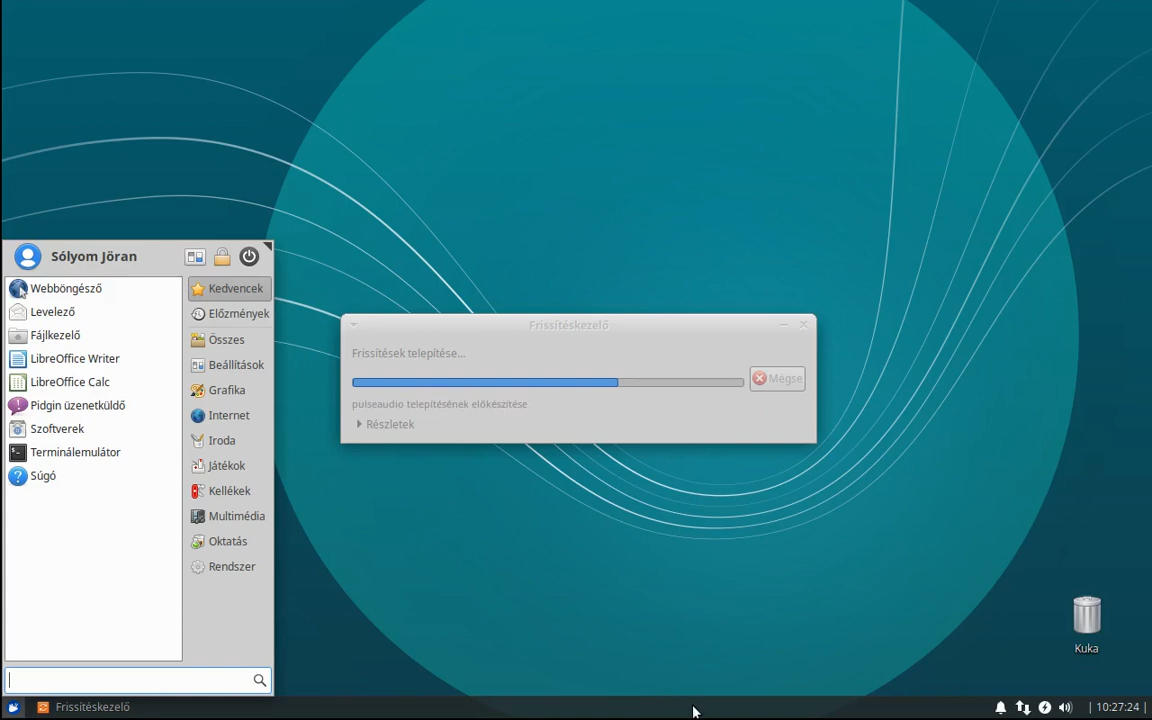 Sólyom Jöran
Webböngésző
Levelező
Fájlkezelő
LibreOffice Writer
LibreOffice Calc
Pidgin üzenetküldő
Szoftverek
Terminálemulátor
Súgó
Kedvencek
Előzmények
Összes
Beállítások
Grafika
Internet
Iroda
Játékok
Kellékek
Multimédia
Oktatás
Rendszer
Frissítéskezelő
Frissítések telepítése...
Mégse
pulseaudio telepítésének előkészítése
Részletek
Kuka
Frissítéskezelő
10:27:24